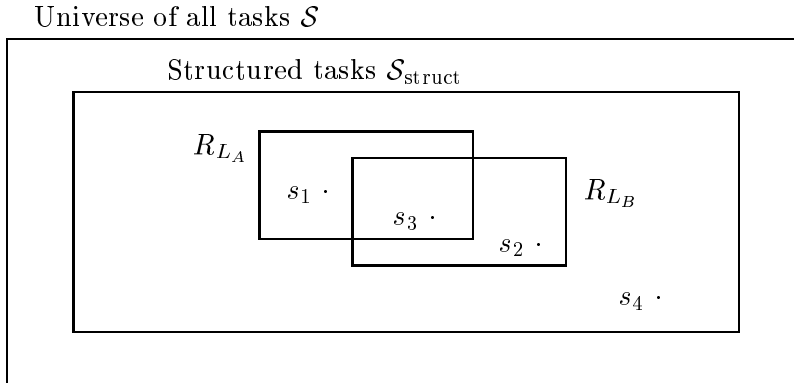 Universe of all tasks 𝒮
Structured tasks 𝒮_struct
R_{L_A}
s_1 ·
R_{L_B}
s_3 ·
s_2 ·
s_4 ·